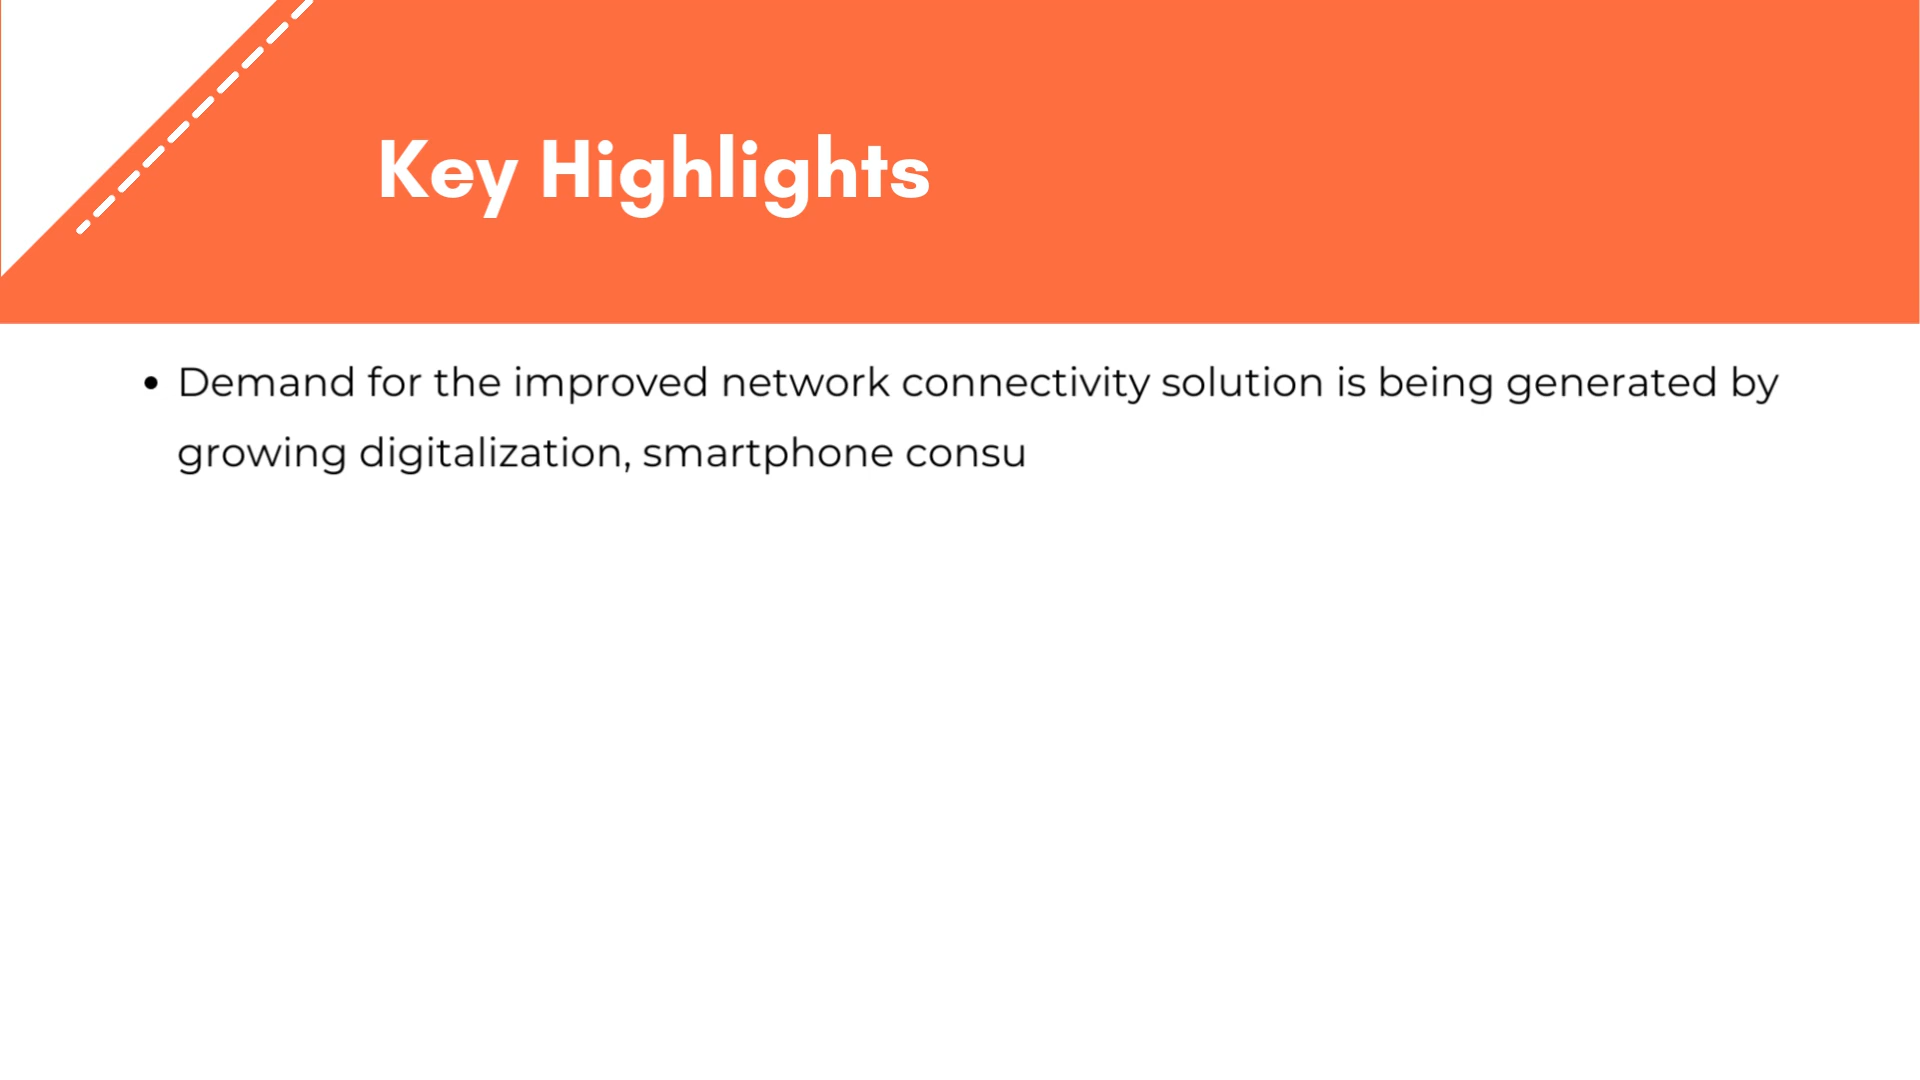 Key Highlights
• Demand for the improved network connectivity solution is being generated by
growing digitalization, smartphone consu